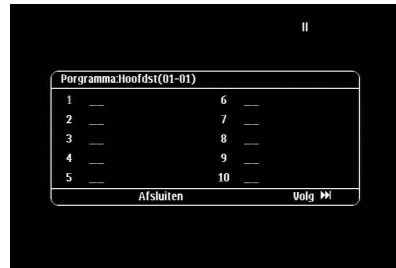 Porgramma:Hoofdst(01-01)
1 __ 6 __
2 __ 7 __
3 __ 8 __
4 __ 9 __
5 __ 10 __
Afsluiten Volg